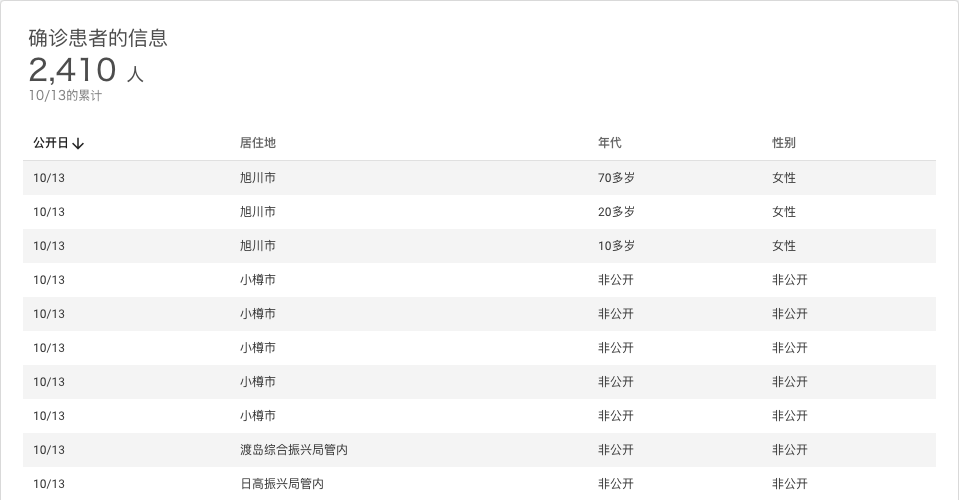 确诊患者的信息
2,410 人
10/13的累计
公开日↓ 居住地 年代 性别
10/13 旭川市 70多岁 女性
10/13 旭川市 20多岁 女性
10/13 旭川市 10多岁 女性
10/13 小樽市 非公开 非公开
10/13 小樽市 非公开 非公开
10/13 小樽市 非公开 非公开
10/13 小樽市 非公开 非公开
10/13 小樽市 非公开 非公开
10/13 渡岛综合振兴局管内 非公开 非公开
10/13 日高振兴局管内 非公开 非公开